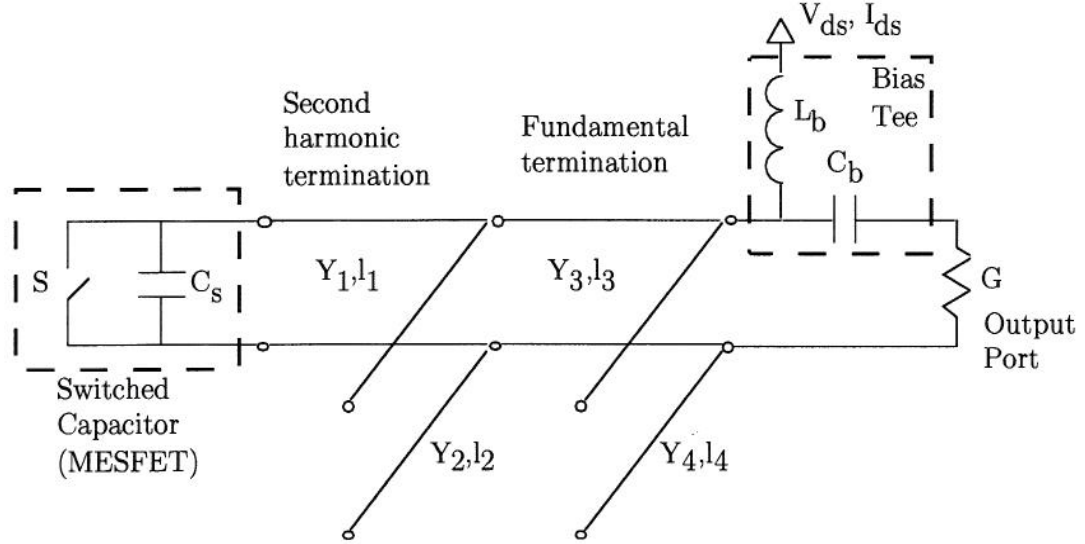 V_ds, I_ds
Bias
Tee
L_b
C_b
Second
harmonic
termination
Fundamental
termination
S
C_s
Y_1,l_1
Y_3,l_3
G
Output
Port
Switched
Capacitor
(MESFET)
Y_2,l_2
Y_4,l_4